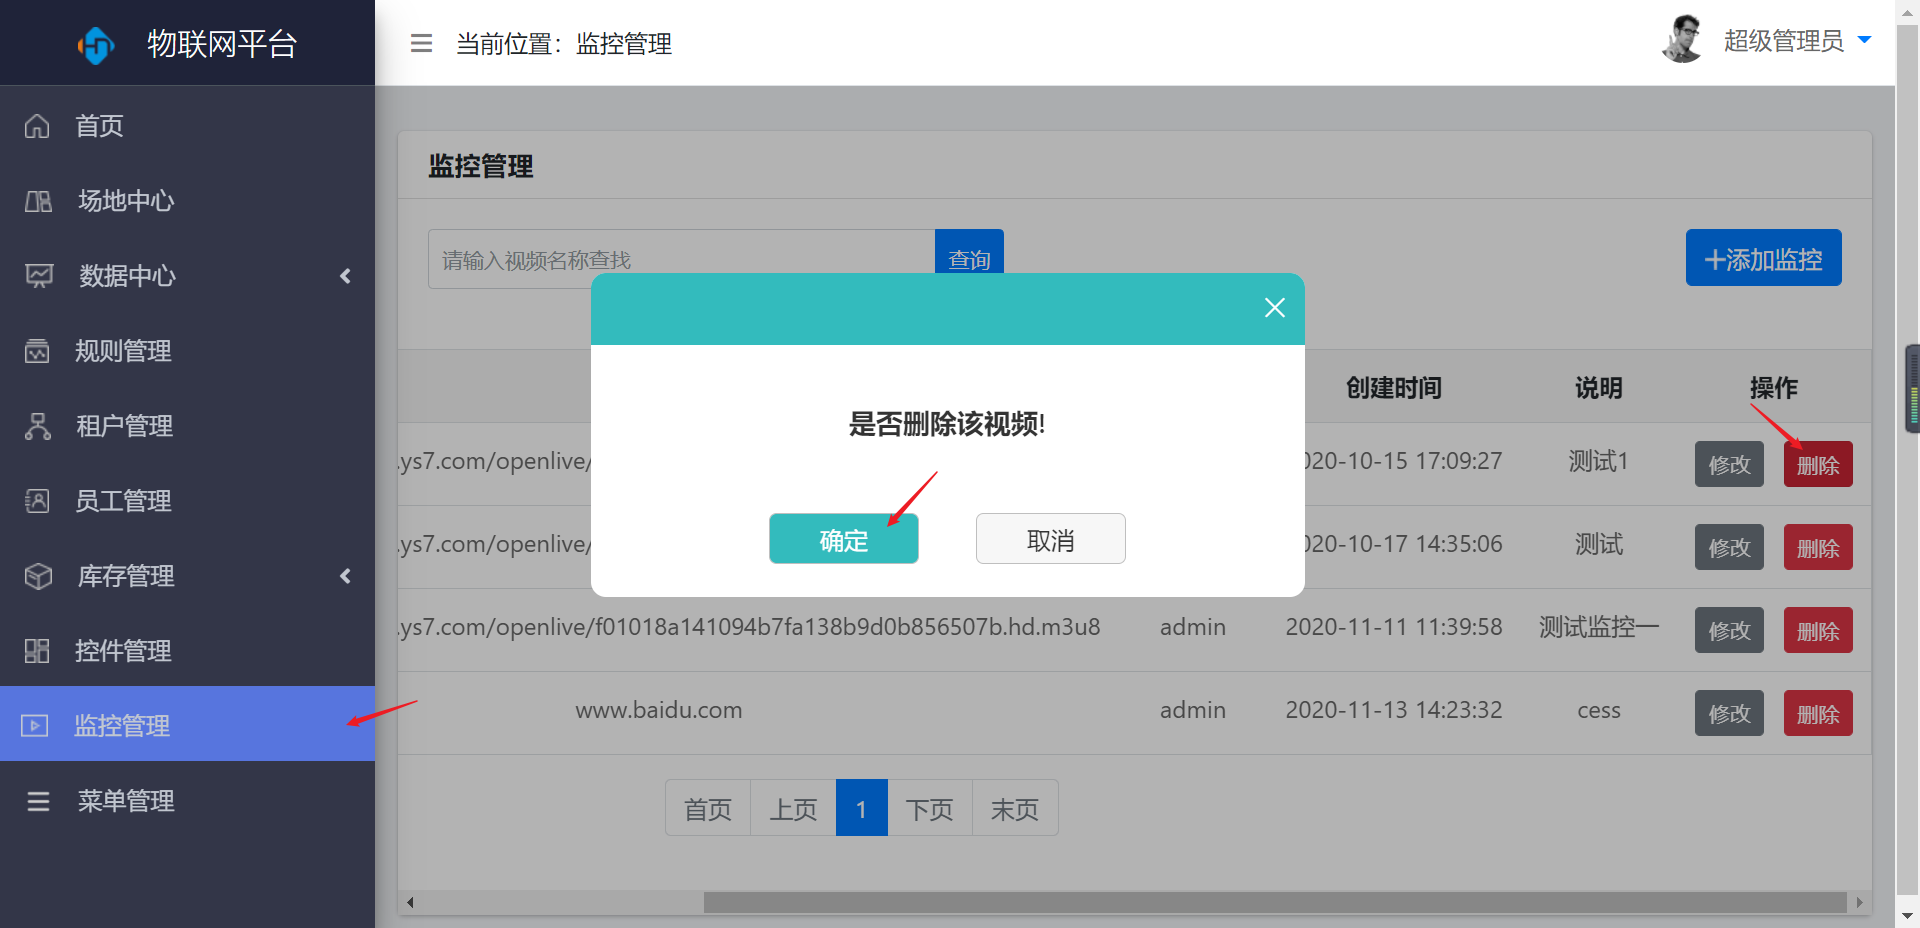 物联网平台
当前位置：监控管理
超级管理员
首页
场地中心
数据中心
规则管理
租户管理
员工管理
库存管理
控件管理
监控管理
菜单管理
监控管理
请输入视频名称查找
查询
添加监控
创建时间 说明 操作
.ys7.com/openlive/ 020-10-15 17:09:27 测试1 修改 删除
.ys7.com/openlive/ 020-10-17 14:35:06 测试 修改 删除
.ys7.com/openlive/f01018a141094b7fa138b9d0b856507b.hd.m3u8 admin 2020-11-11 11:39:58 测试监控一 修改 删除
www.baidu.com admin 2020-11-13 14:23:32 cess 修改 删除
是否删除该视频!
确定 取消
首页 上页 1 下页 末页